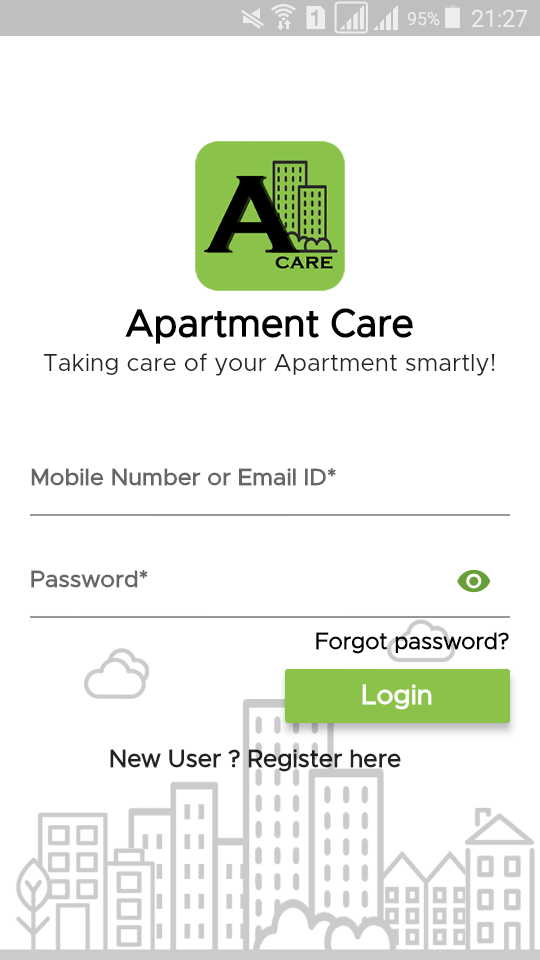 1 95% 21:27
A
CARE
Apartment Care
Taking care of your Apartment smartly!
Mobile Number or Email ID*
Password*
Forgot password?
Login
New User ? Register here